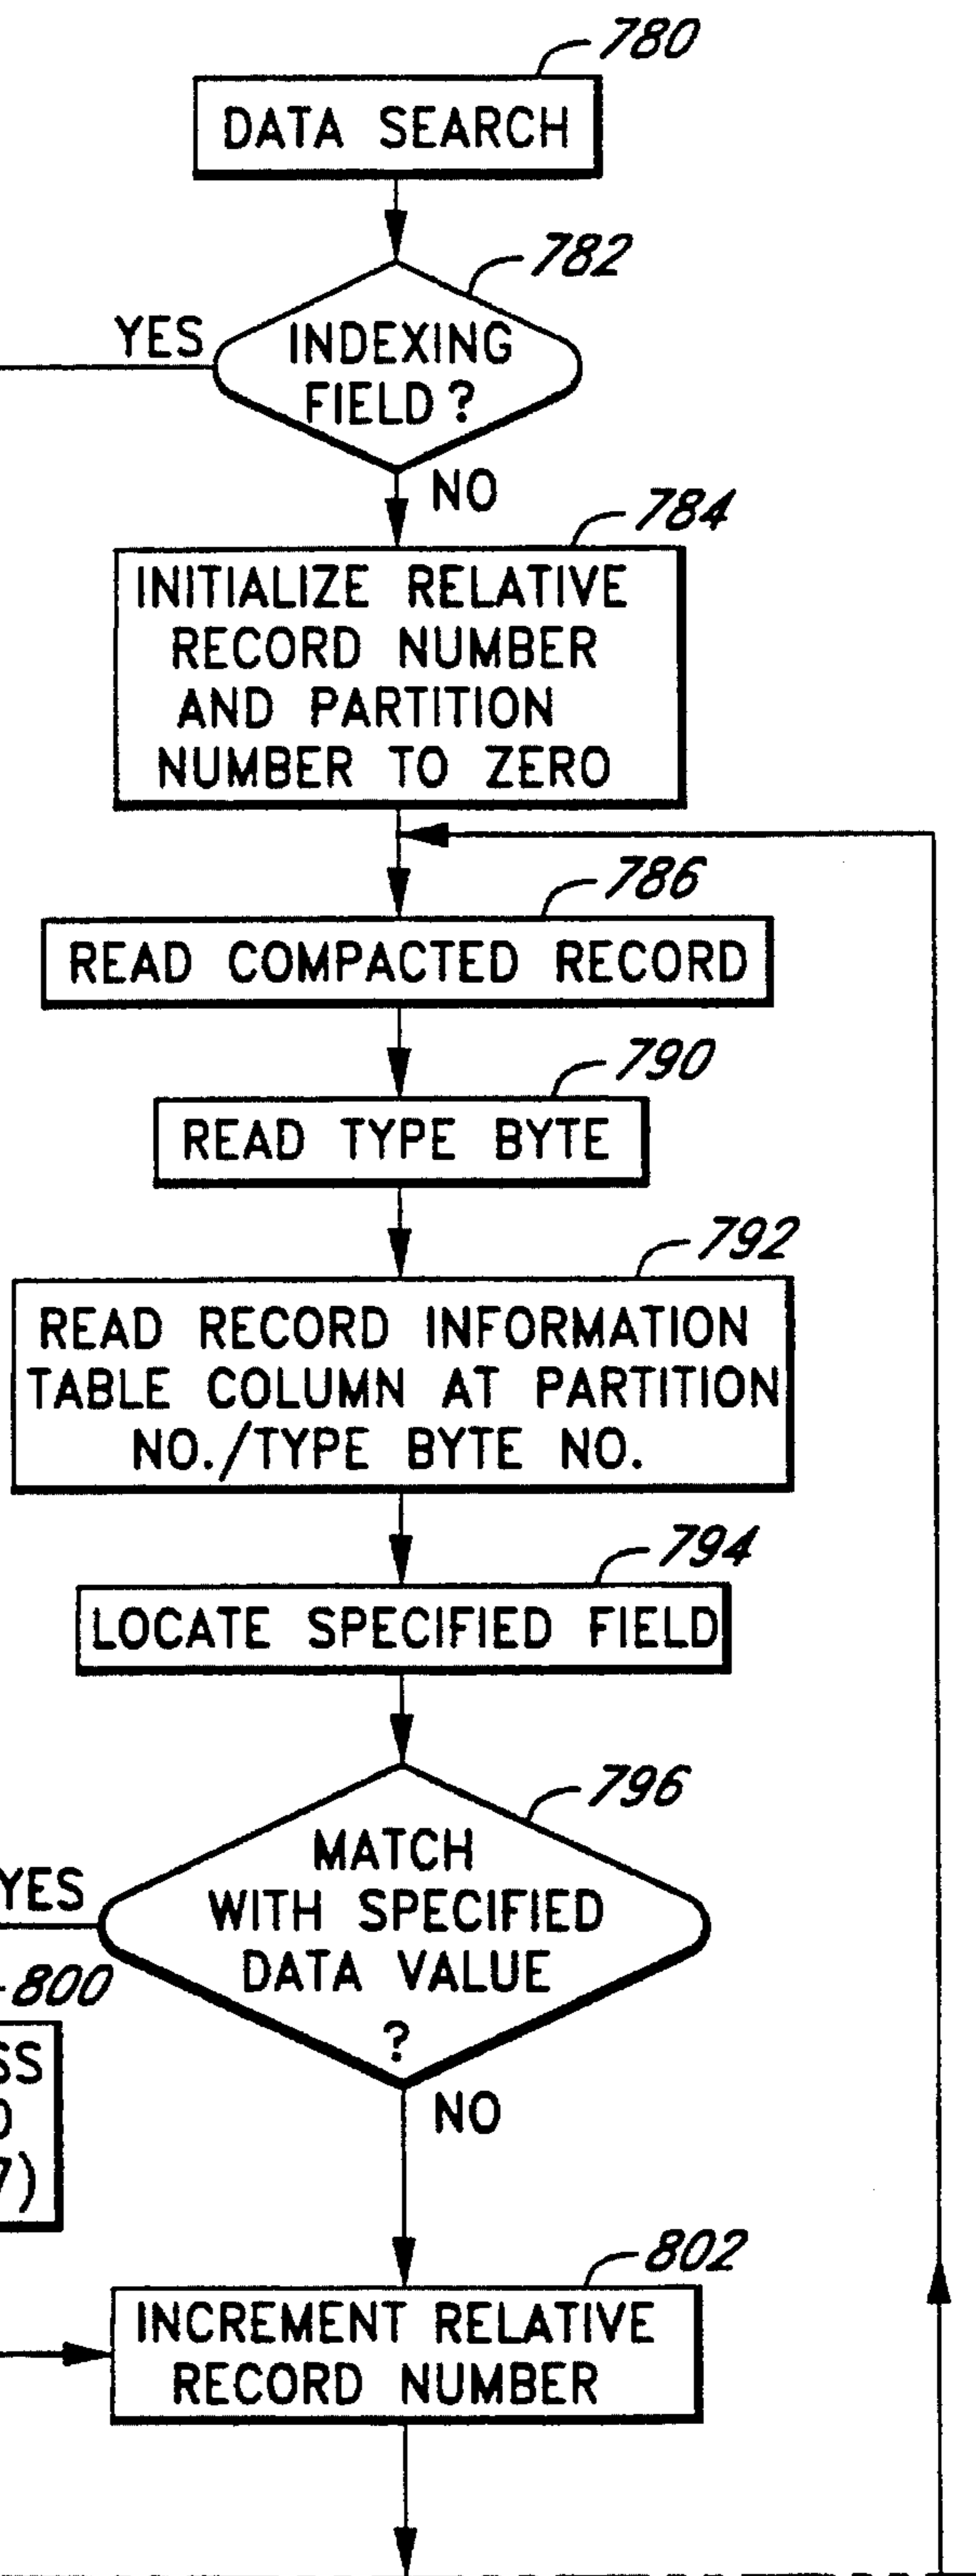 780
DATA SEARCH
782
YES
INDEXING
FIELD?
NO
784
INITIALIZE RELATIVE
RECORD NUMBER
AND PARTITION
NUMBER TO ZERO
786
READ COMPACTED RECORD
790
READ TYPE BYTE
792
READ RECORD INFORMATION
TABLE COLUMN AT PARTITION
NO./TYPE BYTE NO.
794
LOCATE SPECIFIED FIELD
796
YES
MATCH
WITH SPECIFIED
DATA VALUE
?
800
SS
7)
NO
802
INCREMENT RELATIVE
RECORD NUMBER